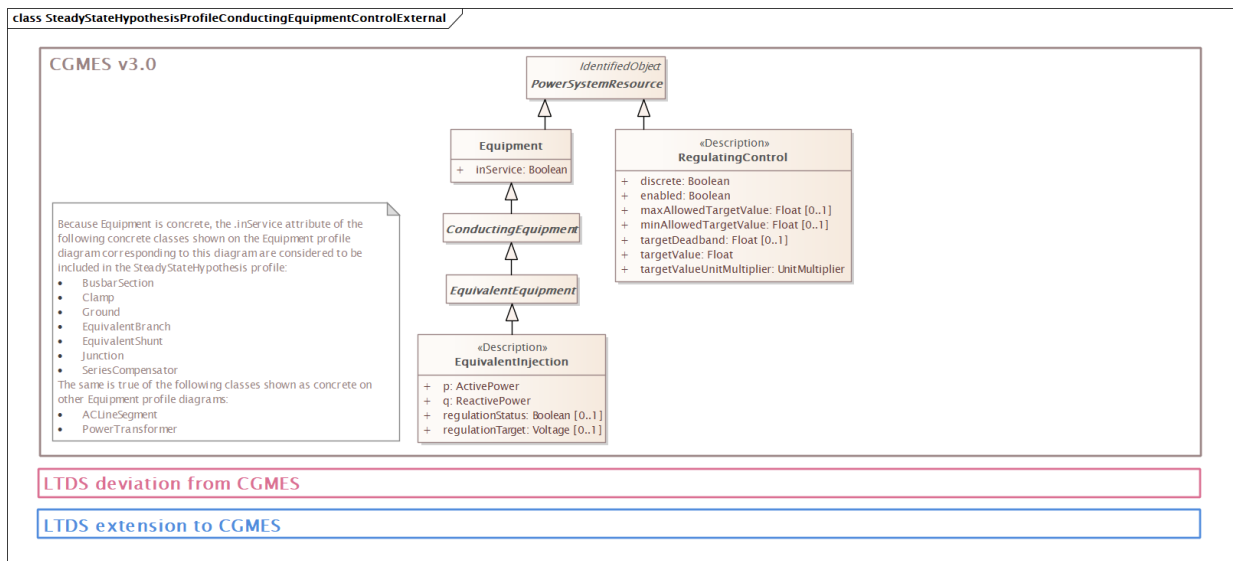 class SteadyStateHypothesisProfileConductingEquipmentControlExternal
CGMES v3.0
IdentifiedObject
PowerSystemResource
Equipment
+ inService: Boolean
«Description»
RegulatingControl
+ discrete: Boolean
+ enabled: Boolean
+ maxAllowedTargetValue: Float [0..1]
+ minAllowedTargetValue: Float [0..1]
+ targetDeadband: Float [0..1]
+ targetValue: Float
+ targetValueUnitMultiplier: UnitMultiplier
Because Equipment is concrete, the .inService attribute of the
following concrete classes shown on the Equipment profile
diagram corresponding to this diagram are considered to be
included in the SteadyStateHypothesis profile:
• BusbarSection
• Clamp
• Ground
• EquivalentBranch
• EquivalentShunt
• Junction
• SeriesCompensator
The same is true of the following classes shown as concrete on
other Equipment profile diagrams:
• ACLineSegment
• PowerTransformer
ConductingEquipment
EquivalentEquipment
«Description»
EquivalentInjection
+ p: ActivePower
+ q: ReactivePower
+ regulationStatus: Boolean [0..1]
+ regulationTarget: Voltage [0..1]
LTDS deviation from CGMES
LTDS extension to CGMES